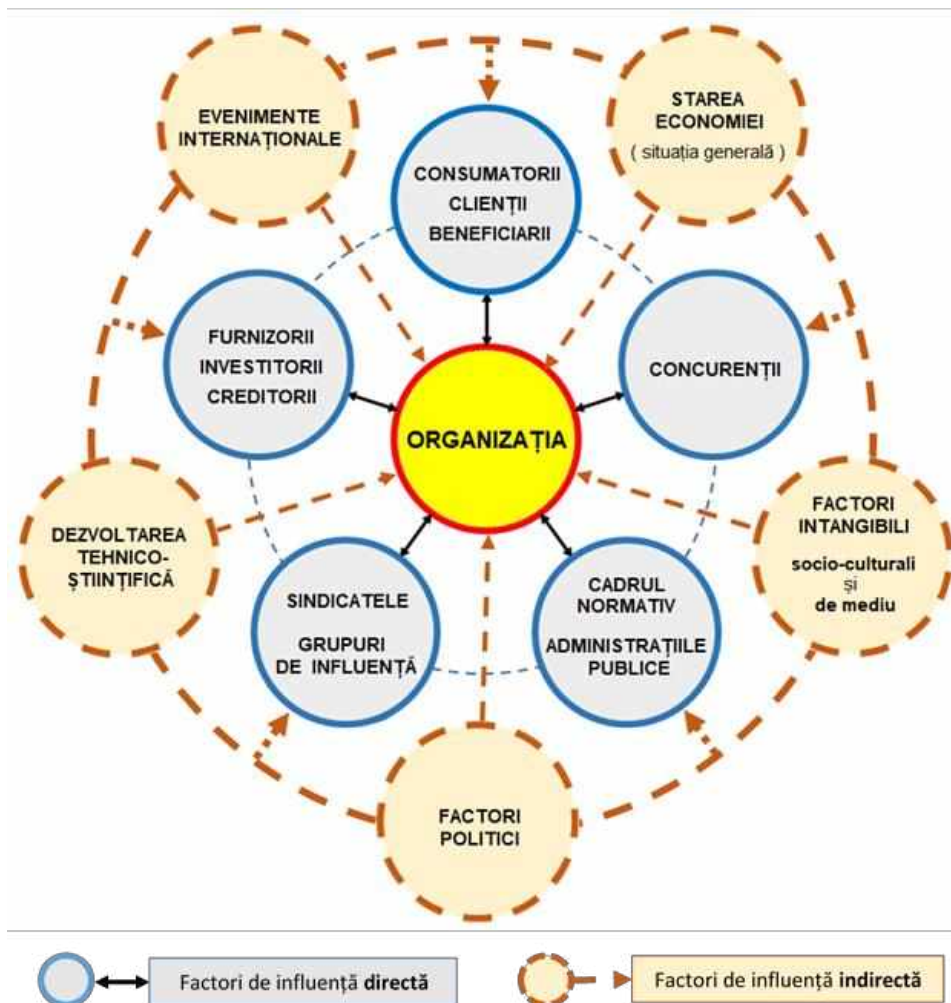 EVENIMENTE
INTERNAȚIONALE
STAREA
ECONOMIEI
( situația generală )
CONSUMATORII
CLIENȚII
BENEFICIARII
FURNIZORII
INVESTITORII
CREDITORII
CONCURENȚII
ORGANIZAȚIA
DEZVOLTAREA
TEHNICO-
ȘTIINȚIFICĂ
FACTORI
INTANGIBILI
socio-culturali
și
de mediu
SINDICATELE
GRUPURI
DE INFLUENȚĂ
CADRUL
NORMATIV
ADMINISTRAȚIILE
PUBLICE
FACTORI
POLITICI
Factori de influență directă
Factori de influență indirectă